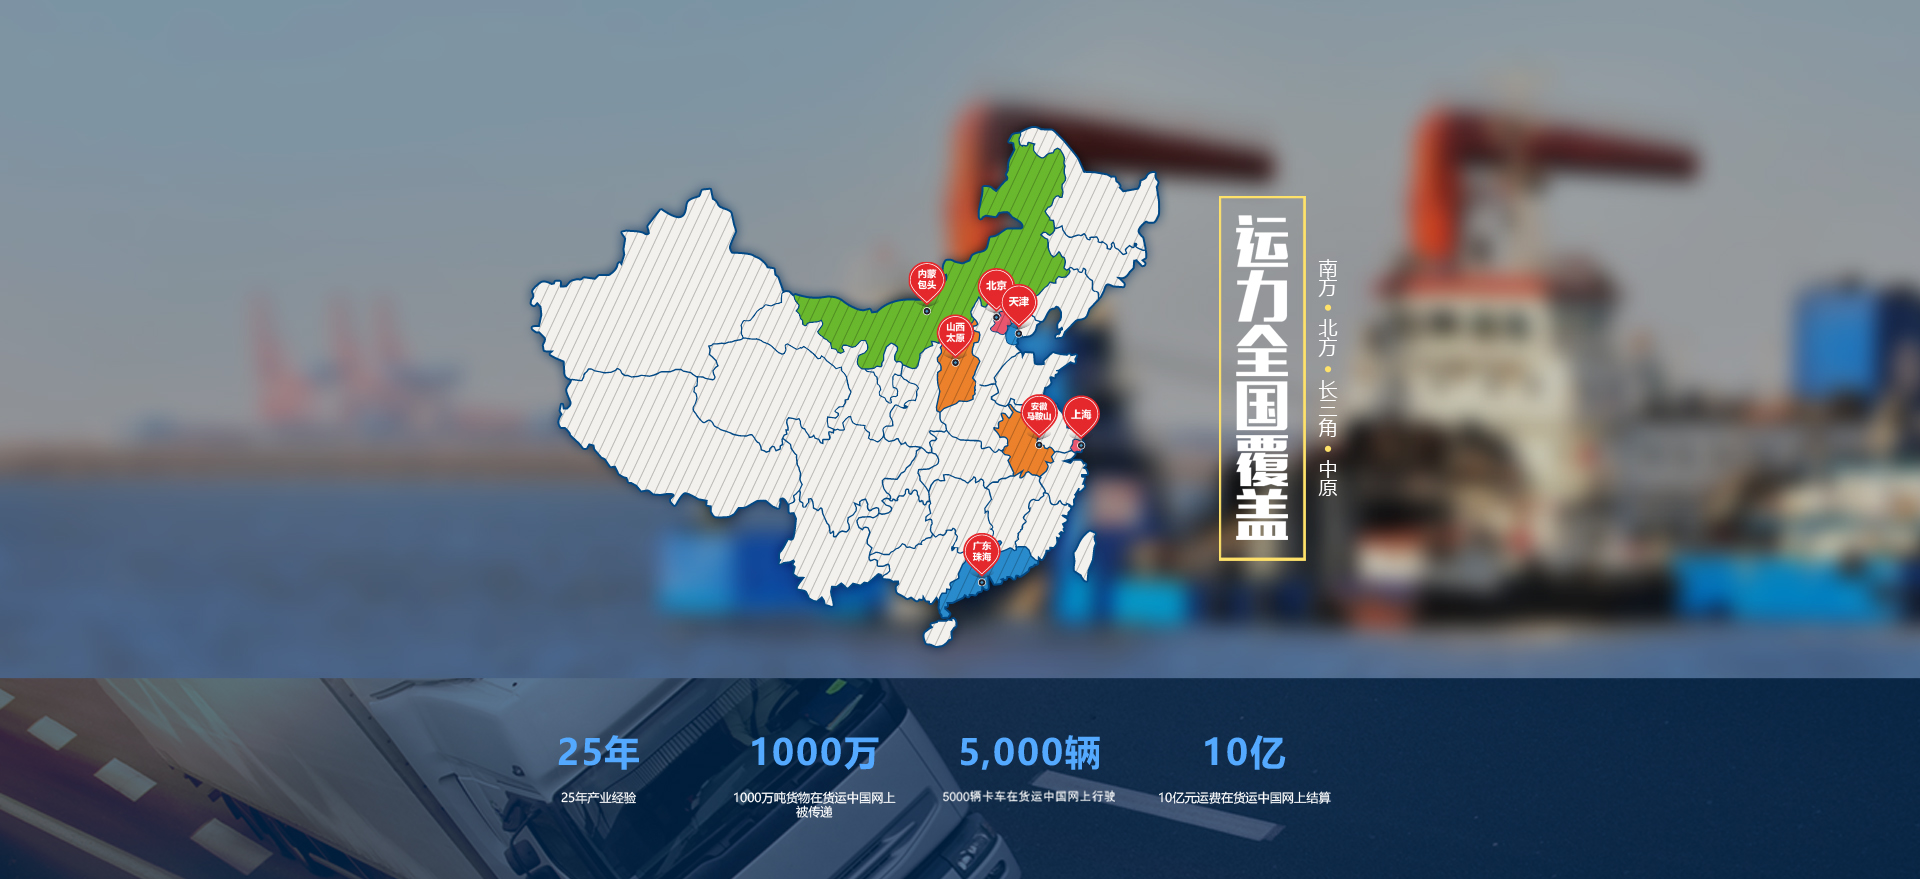 内蒙
包头
北京
天津
山西
太原
安徽
马鞍山
上海
广东
珠海
运力全国覆盖
南方·北方·长三角·中原
25年
25年产业经验
1000万
1000万吨货物在货运中国网上
被传递
5,000辆
5000辆卡车在货运中国网上行驶
10亿
10亿元运费在货运中国网上结算